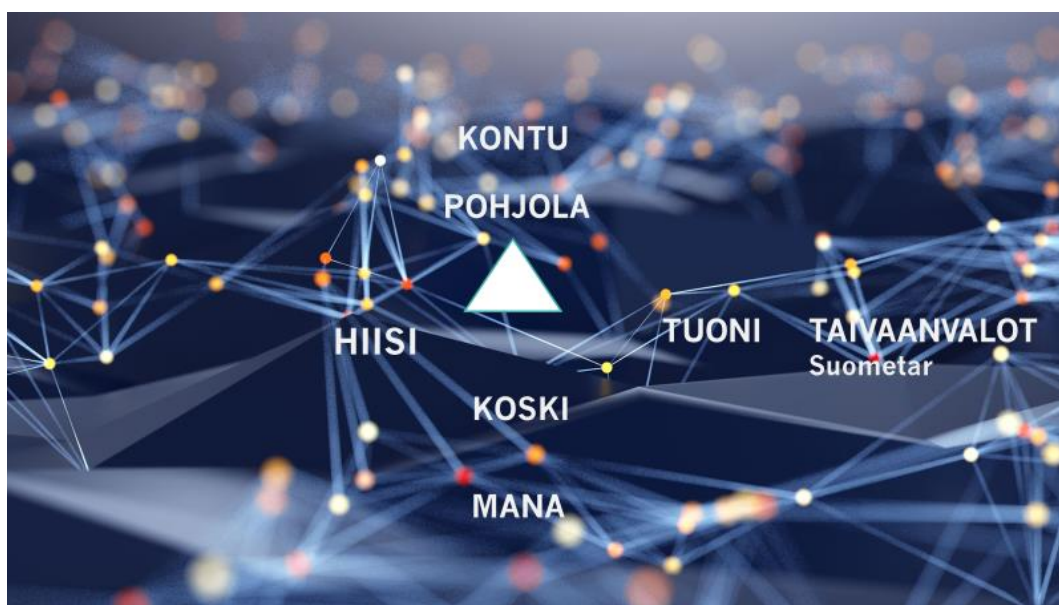 KONTU
POHJOLA
HIISI
TUONI
TAIVAANVALOT
Suometar
KOSKI
MANA